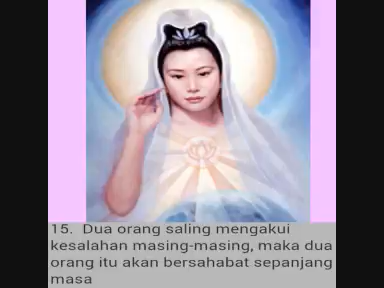 15.  Dua orang saling mengakui
kesalahan masing-masing, maka dua
orang itu akan bersahabat sepanjang
masa